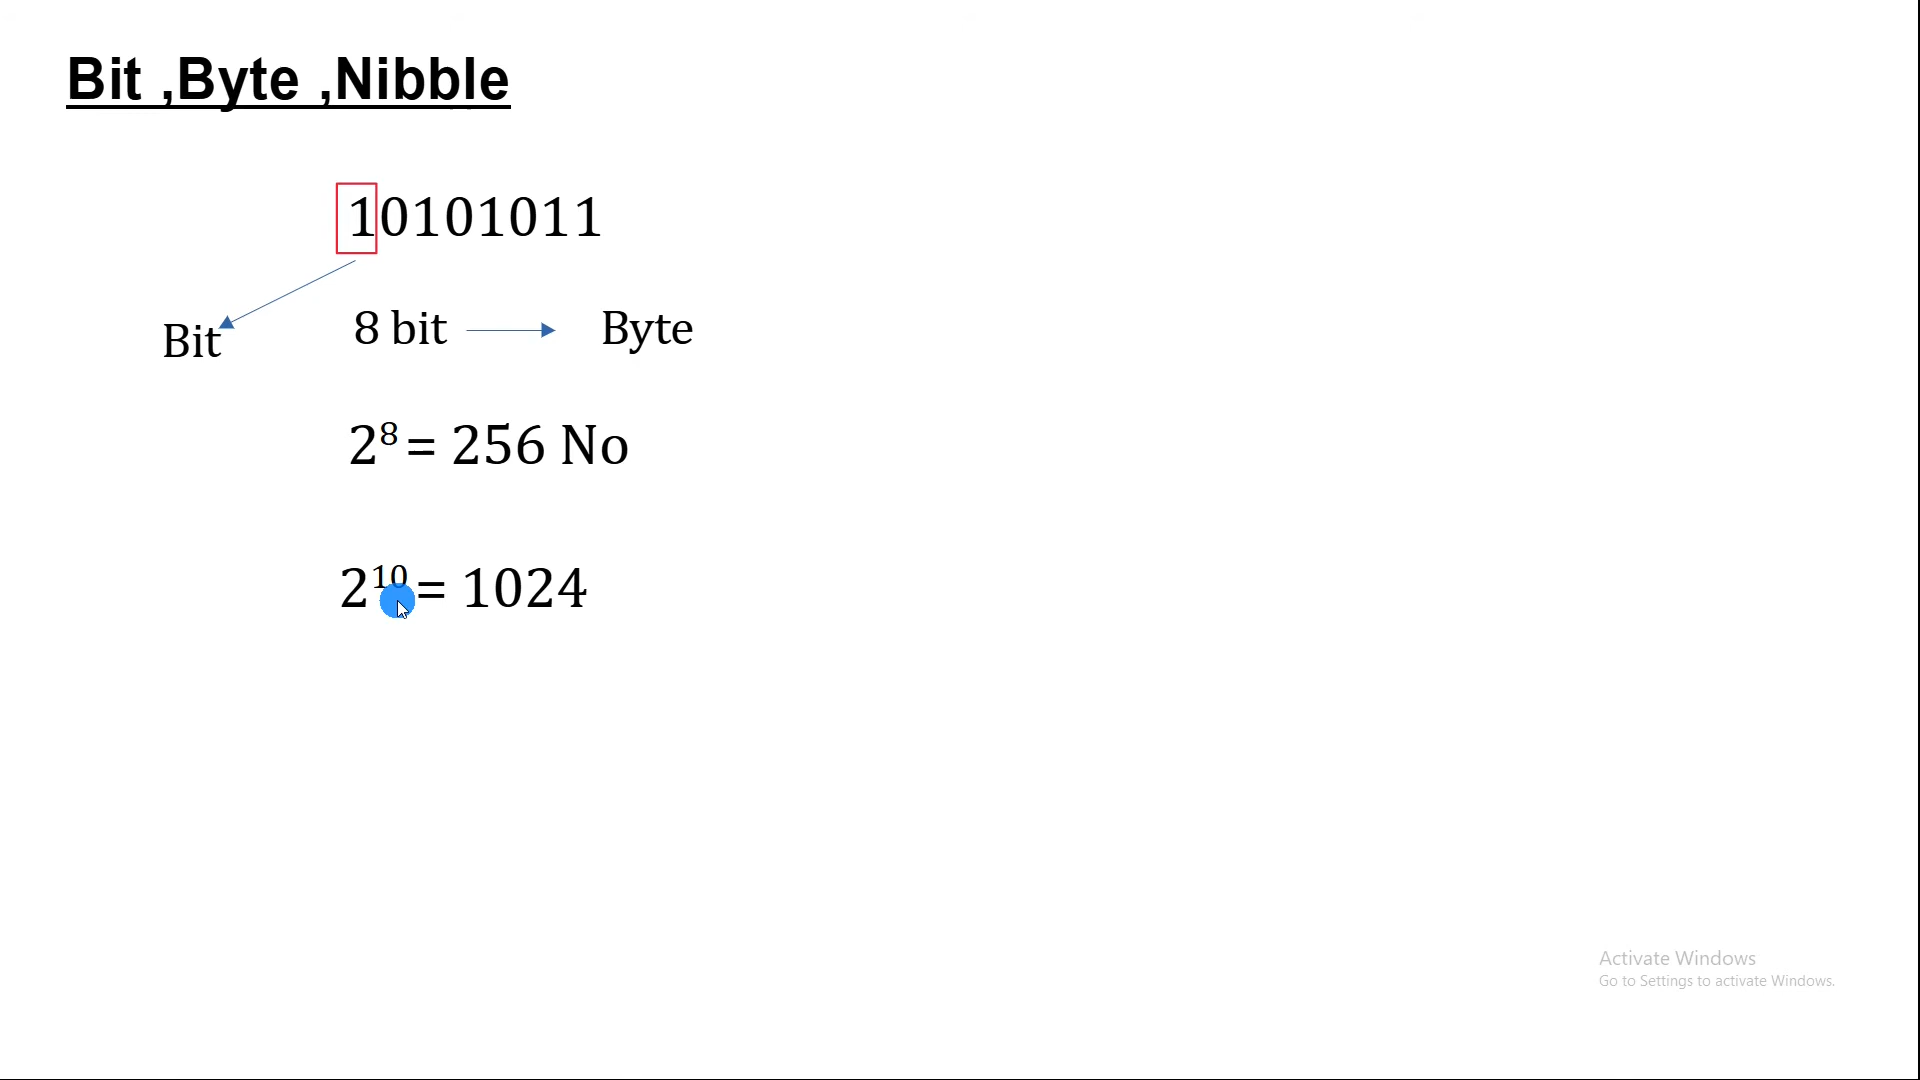 Bit ,Byte ,Nibble
10101011
Bit
8 bit
Byte
2⁸ = 256 No
2¹⁰ = 1024
Activate Windows
Go to Settings to activate Windows.